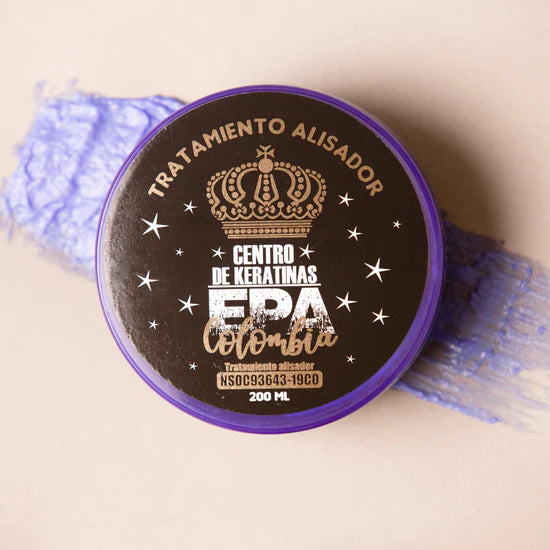 TRATAMIENTO ALISADOR
CENTRO
DE KERATINAS
EPA
Colombia
Tratamiento alisador
NSOC93643-19CO
200 ML